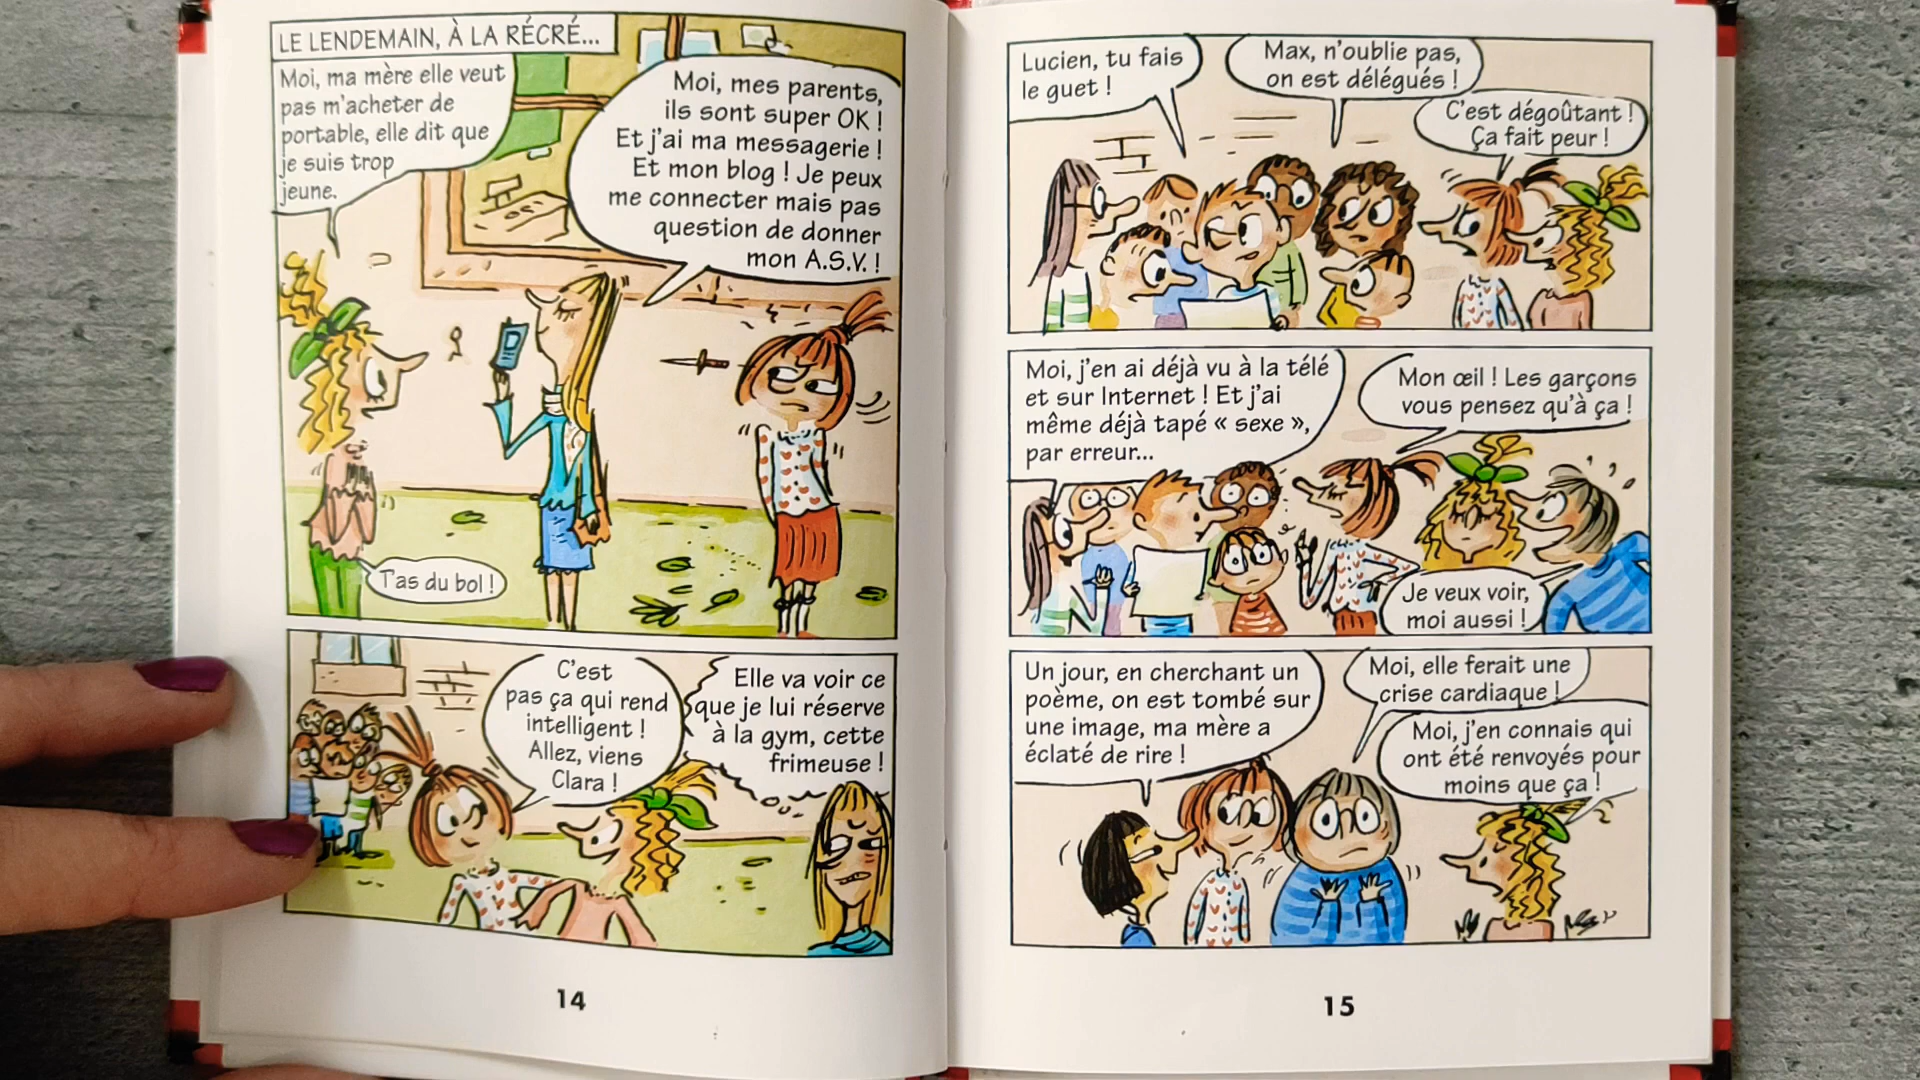 LE LENDEMAIN, À LA RÉCRÉ...
Moi, ma mère elle veut
pas m'acheter de
portable, elle dit que
je suis trop
jeune.
Moi, mes parents,
ils sont super OK !
Et j'ai ma messagerie !
Et mon blog ! Je peux
me connecter mais pas
question de donner
mon A.S.V. !
T'as du bol !
C'est
pas ça qui rend
intelligent !
Allez, viens
Clara !
Elle va voir ce
que je lui réserve
à la gym, cette
frimeuse !
14
Lucien, tu fais
le guet !
Max, n'oublie pas,
on est délégués !
C'est dégoûtant !
Ça fait peur !
Moi, j'en ai déjà vu à la télé
et sur Internet ! Et j'ai
même déjà tapé « sexe »,
par erreur...
Mon œil ! Les garçons
vous pensez qu'à ça !
Je veux voir,
moi aussi !
Un jour, en cherchant un
poème, on est tombé sur
une image, ma mère a
éclaté de rire !
Moi, elle ferait une
crise cardiaque !
Moi, j'en connais qui
ont été renvoyés pour
moins que ça !
15